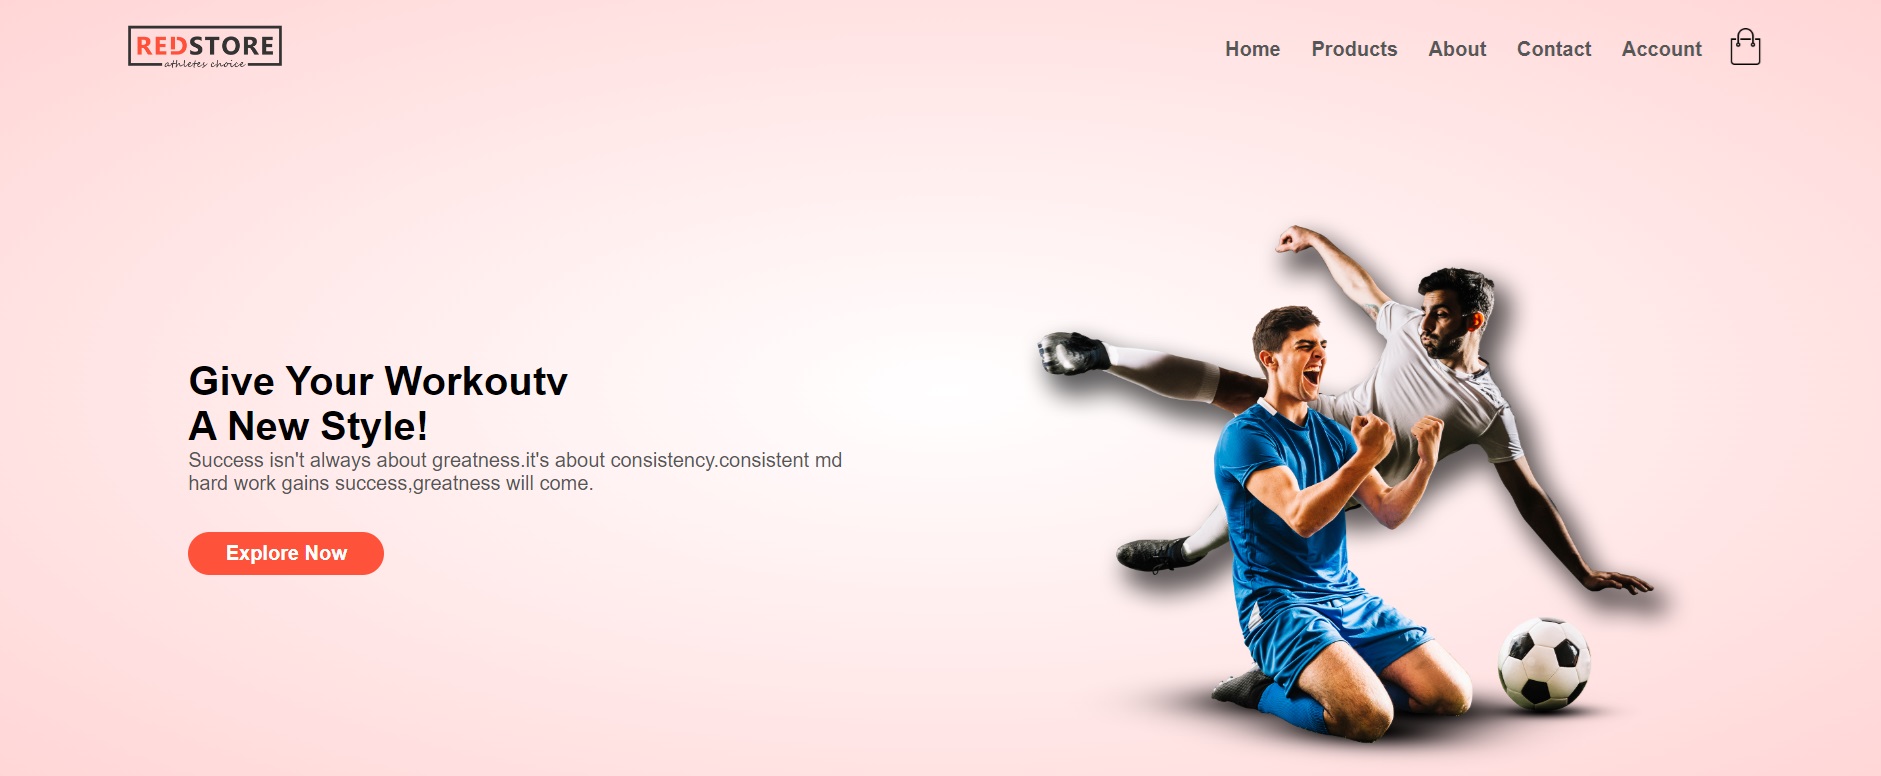 REDSTORE
athletes choice
Home Products About Contact Account
Give Your Workoutv
A New Style!
Success isn't always about greatness.it's about consistency.consistent md
hard work gains success,greatness will come.
Explore Now